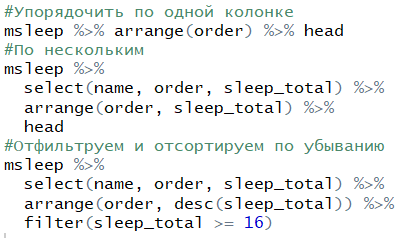 #Упорядочить по одной колонке
msleep %>% arrange(order) %>% head
#По нескольким
msleep %>%
  select(name, order, sleep_total) %>%
  arrange(order, sleep_total) %>%
  head
#Отфильтруем и отсортируем по убыванию
msleep %>%
  select(name, order, sleep_total) %>%
  arrange(order, desc(sleep_total)) %>%
  filter(sleep_total >= 16)